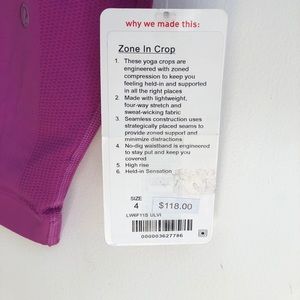 why we made this:
Zone In Crop
1. These yoga crops are
engineered with zoned
compression to keep you
feeling held-in and supported
in all the right places
2. Made with lightweight,
four-way stretch and
sweat-wicking fabric
3. Seamless construction uses
strategically placed seams to
provide zoned support and
minimize distractions
4. No-dig waistband is engineered
to stay put and keep you
covered
5. High rise
6. Held-in Sensation
SIZE
4
$118.00
LW6F11S ULVI
000003627786